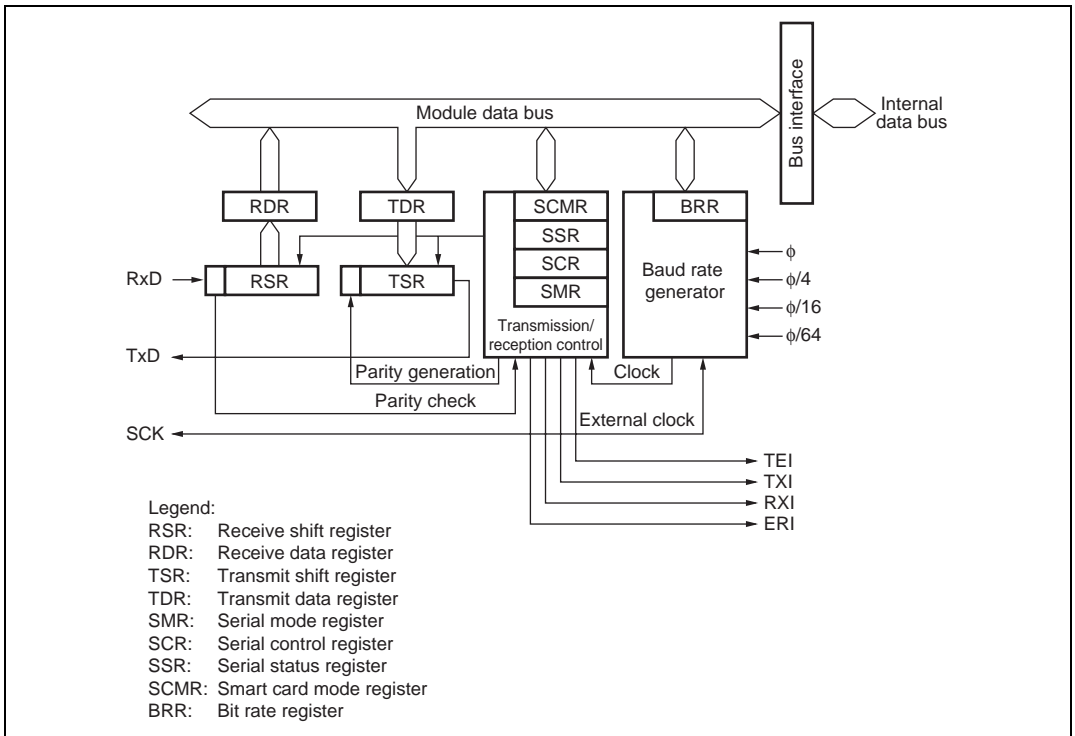 Bus interface
Module data bus
Internal
data bus
RDR
TDR
SCMR
BRR
SSR
SCR
SMR
RxD
RSR
TSR
Baud rate
generator
ϕ
ϕ/4
ϕ/16
ϕ/64
Transmission/
reception control
TxD
Parity generation
Clock
Parity check
External clock
SCK
TEI
TXI
RXI
ERI
Legend:
RSR: Receive shift register
RDR: Receive data register
TSR: Transmit shift register
TDR: Transmit data register
SMR: Serial mode register
SCR: Serial control register
SSR: Serial status register
SCMR: Smart card mode register
BRR: Bit rate register